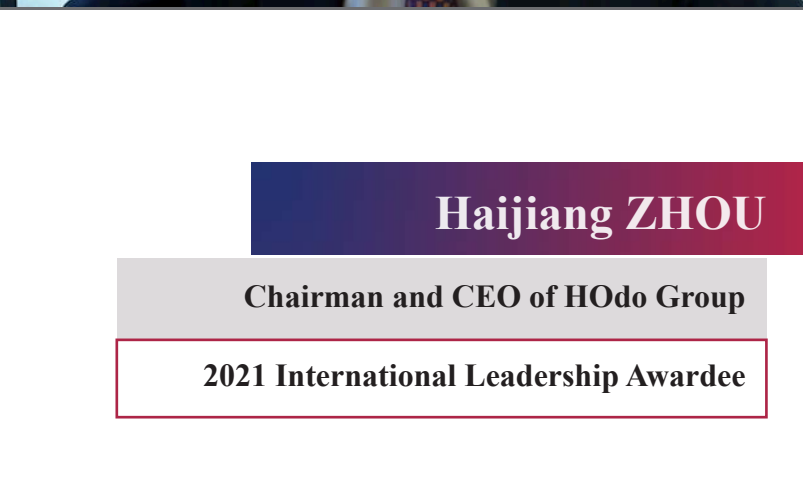 Haijiang ZHOU
Chairman and CEO of HOdo Group
2021 International Leadership Awardee